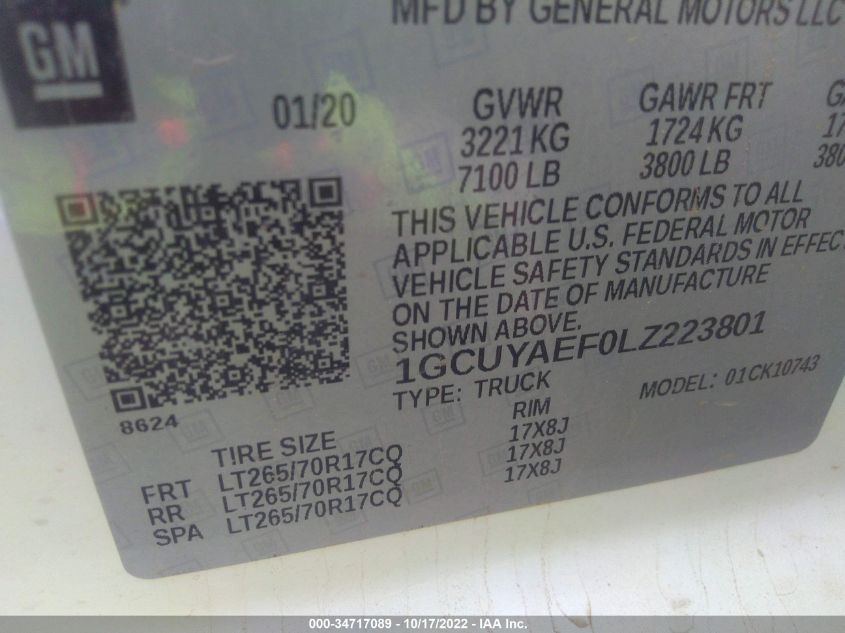 MFD BY GENERAL MOTORS LLC
GM
01/20
GVWR GAWR FRT
3221 KG 1724 KG
7100 LB 3800 LB
THIS VEHICLE CONFORMS TO ALL
APPLICABLE U.S. FEDERAL MOTOR
VEHICLE SAFETY STANDARDS IN EFFECT
ON THE DATE OF MANUFACTURE
SHOWN ABOVE.
1GCUYAEF0LZ223801
TYPE: TRUCK MODEL: 01CK10743
8624
TIRE SIZE RIM
FRT LT265/70R17CQ 17X8J
RR LT265/70R17CQ 17X8J
SPA LT265/70R17CQ 17X8J
000-34717089 - 10/17/2022 - IAA Inc.